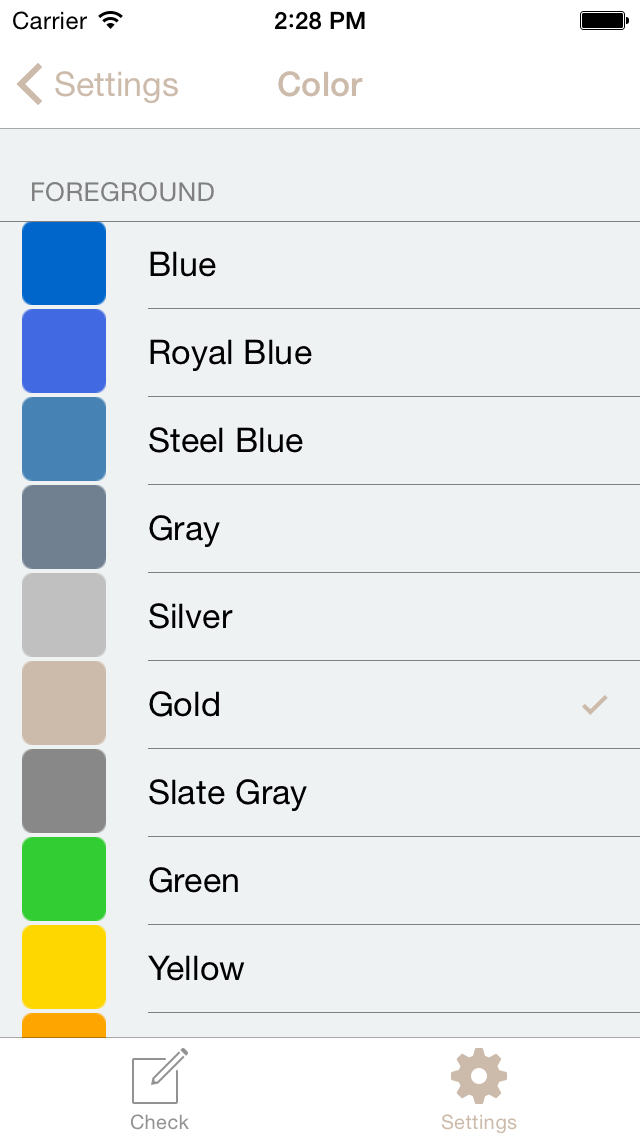 Carrier 2:28 PM
Settings Color
FOREGROUND
Blue
Royal Blue
Steel Blue
Gray
Silver
Gold
Slate Gray
Green
Yellow
Check Settings